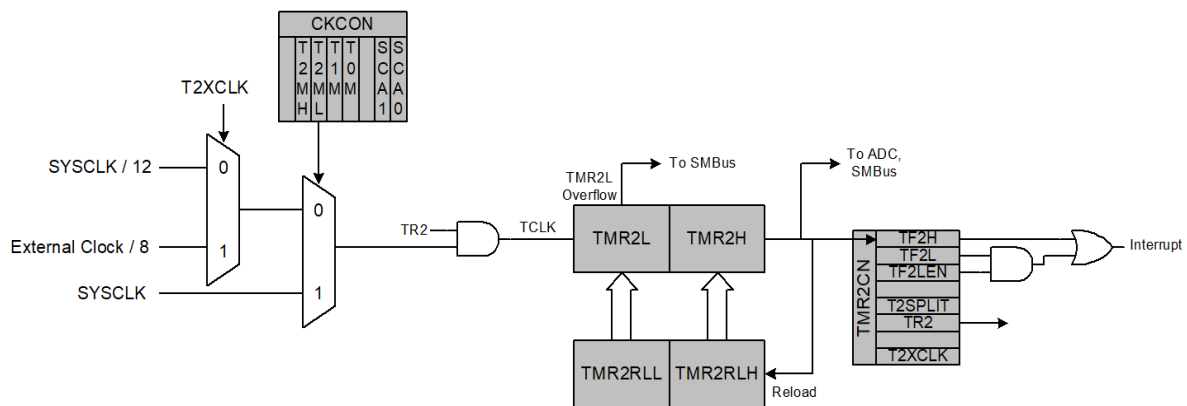 CKCON
T2MH
T2ML
T1M
T0M
SCA1
SCA0
T2XCLK
SYSCLK / 12
0
1
External Clock / 8
SYSCLK
0
1
TR2
TCLK
TMR2L
Overflow
To SMBus
To ADC,
SMBus
TMR2L
TMR2H
TMR2RLL
TMR2RLH
Reload
TMR2CN
TF2H
TF2L
TF2LEN
T2SPLIT
TR2
T2XCLK
Interrupt